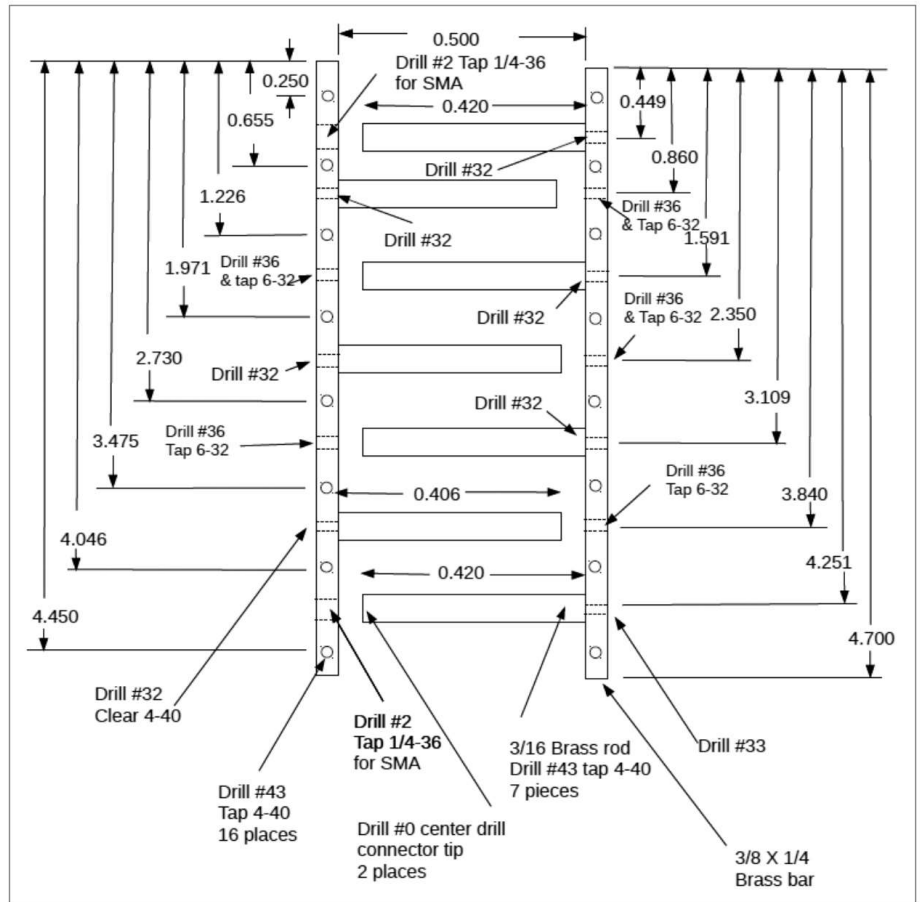 0.500
Drill #2 Tap 1/4-36
for SMA
0.250
0.420
0.449
0.655
Drill #32
0.860
1.226
Drill #36
& Tap 6-32
Drill #32
1.591
1.971
Drill #36
& tap 6-32
Drill #32
Drill #36
& Tap 6-32
2.350
2.730
Drill #32
3.109
Drill #32
Drill #36
Tap 6-32
3.475
Drill #36
Tap 6-32
0.406
3.840
4.046
4.251
0.420
4.450
4.700
Drill #32
Clear 4-40
Drill #2
Tap 1/4-36
for SMA
3/16 Brass rod
Drill #43 tap 4-40
7 pieces
Drill #33
Drill #43
Tap 4-40
16 places
Drill #0 center drill
connector tip
2 places
3/8 X 1/4
Brass bar